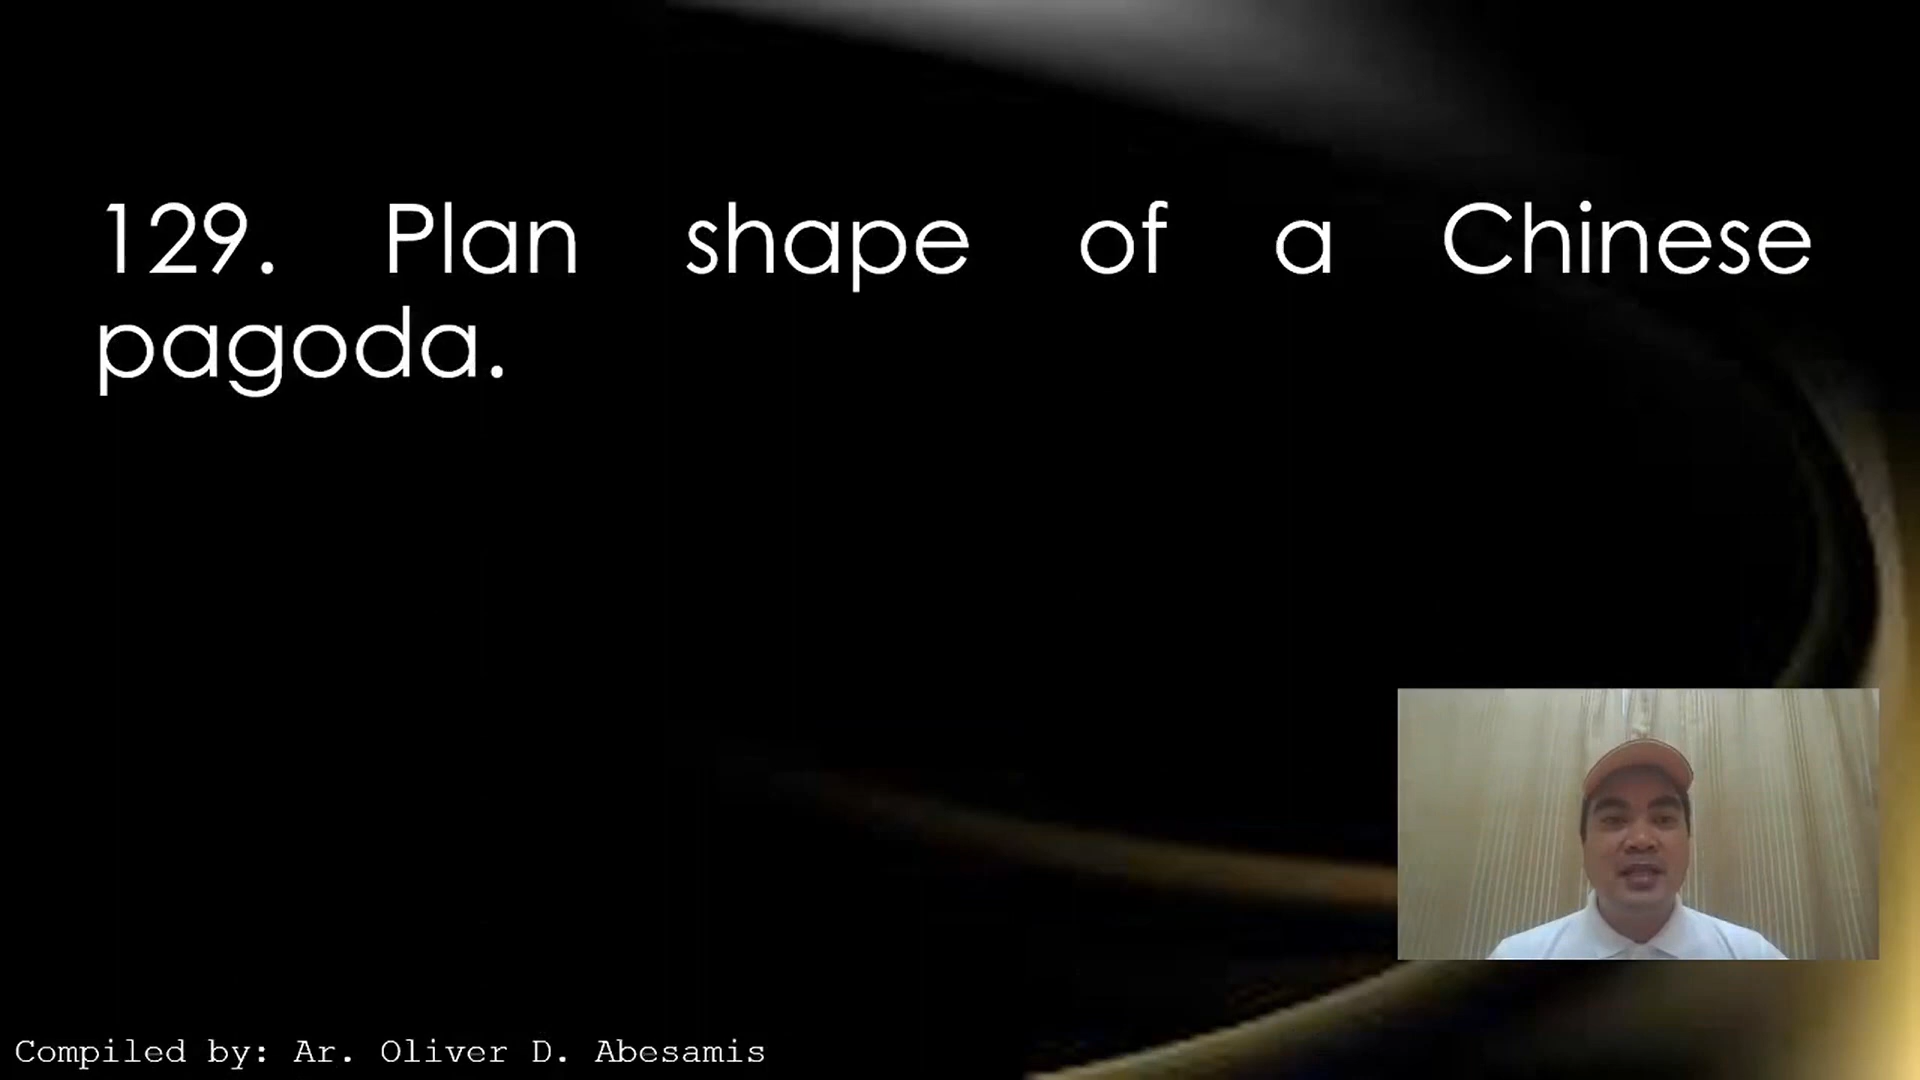 129. Plan shape of a Chinese
pagoda.
Compiled by: Ar. Oliver D. Abesamis